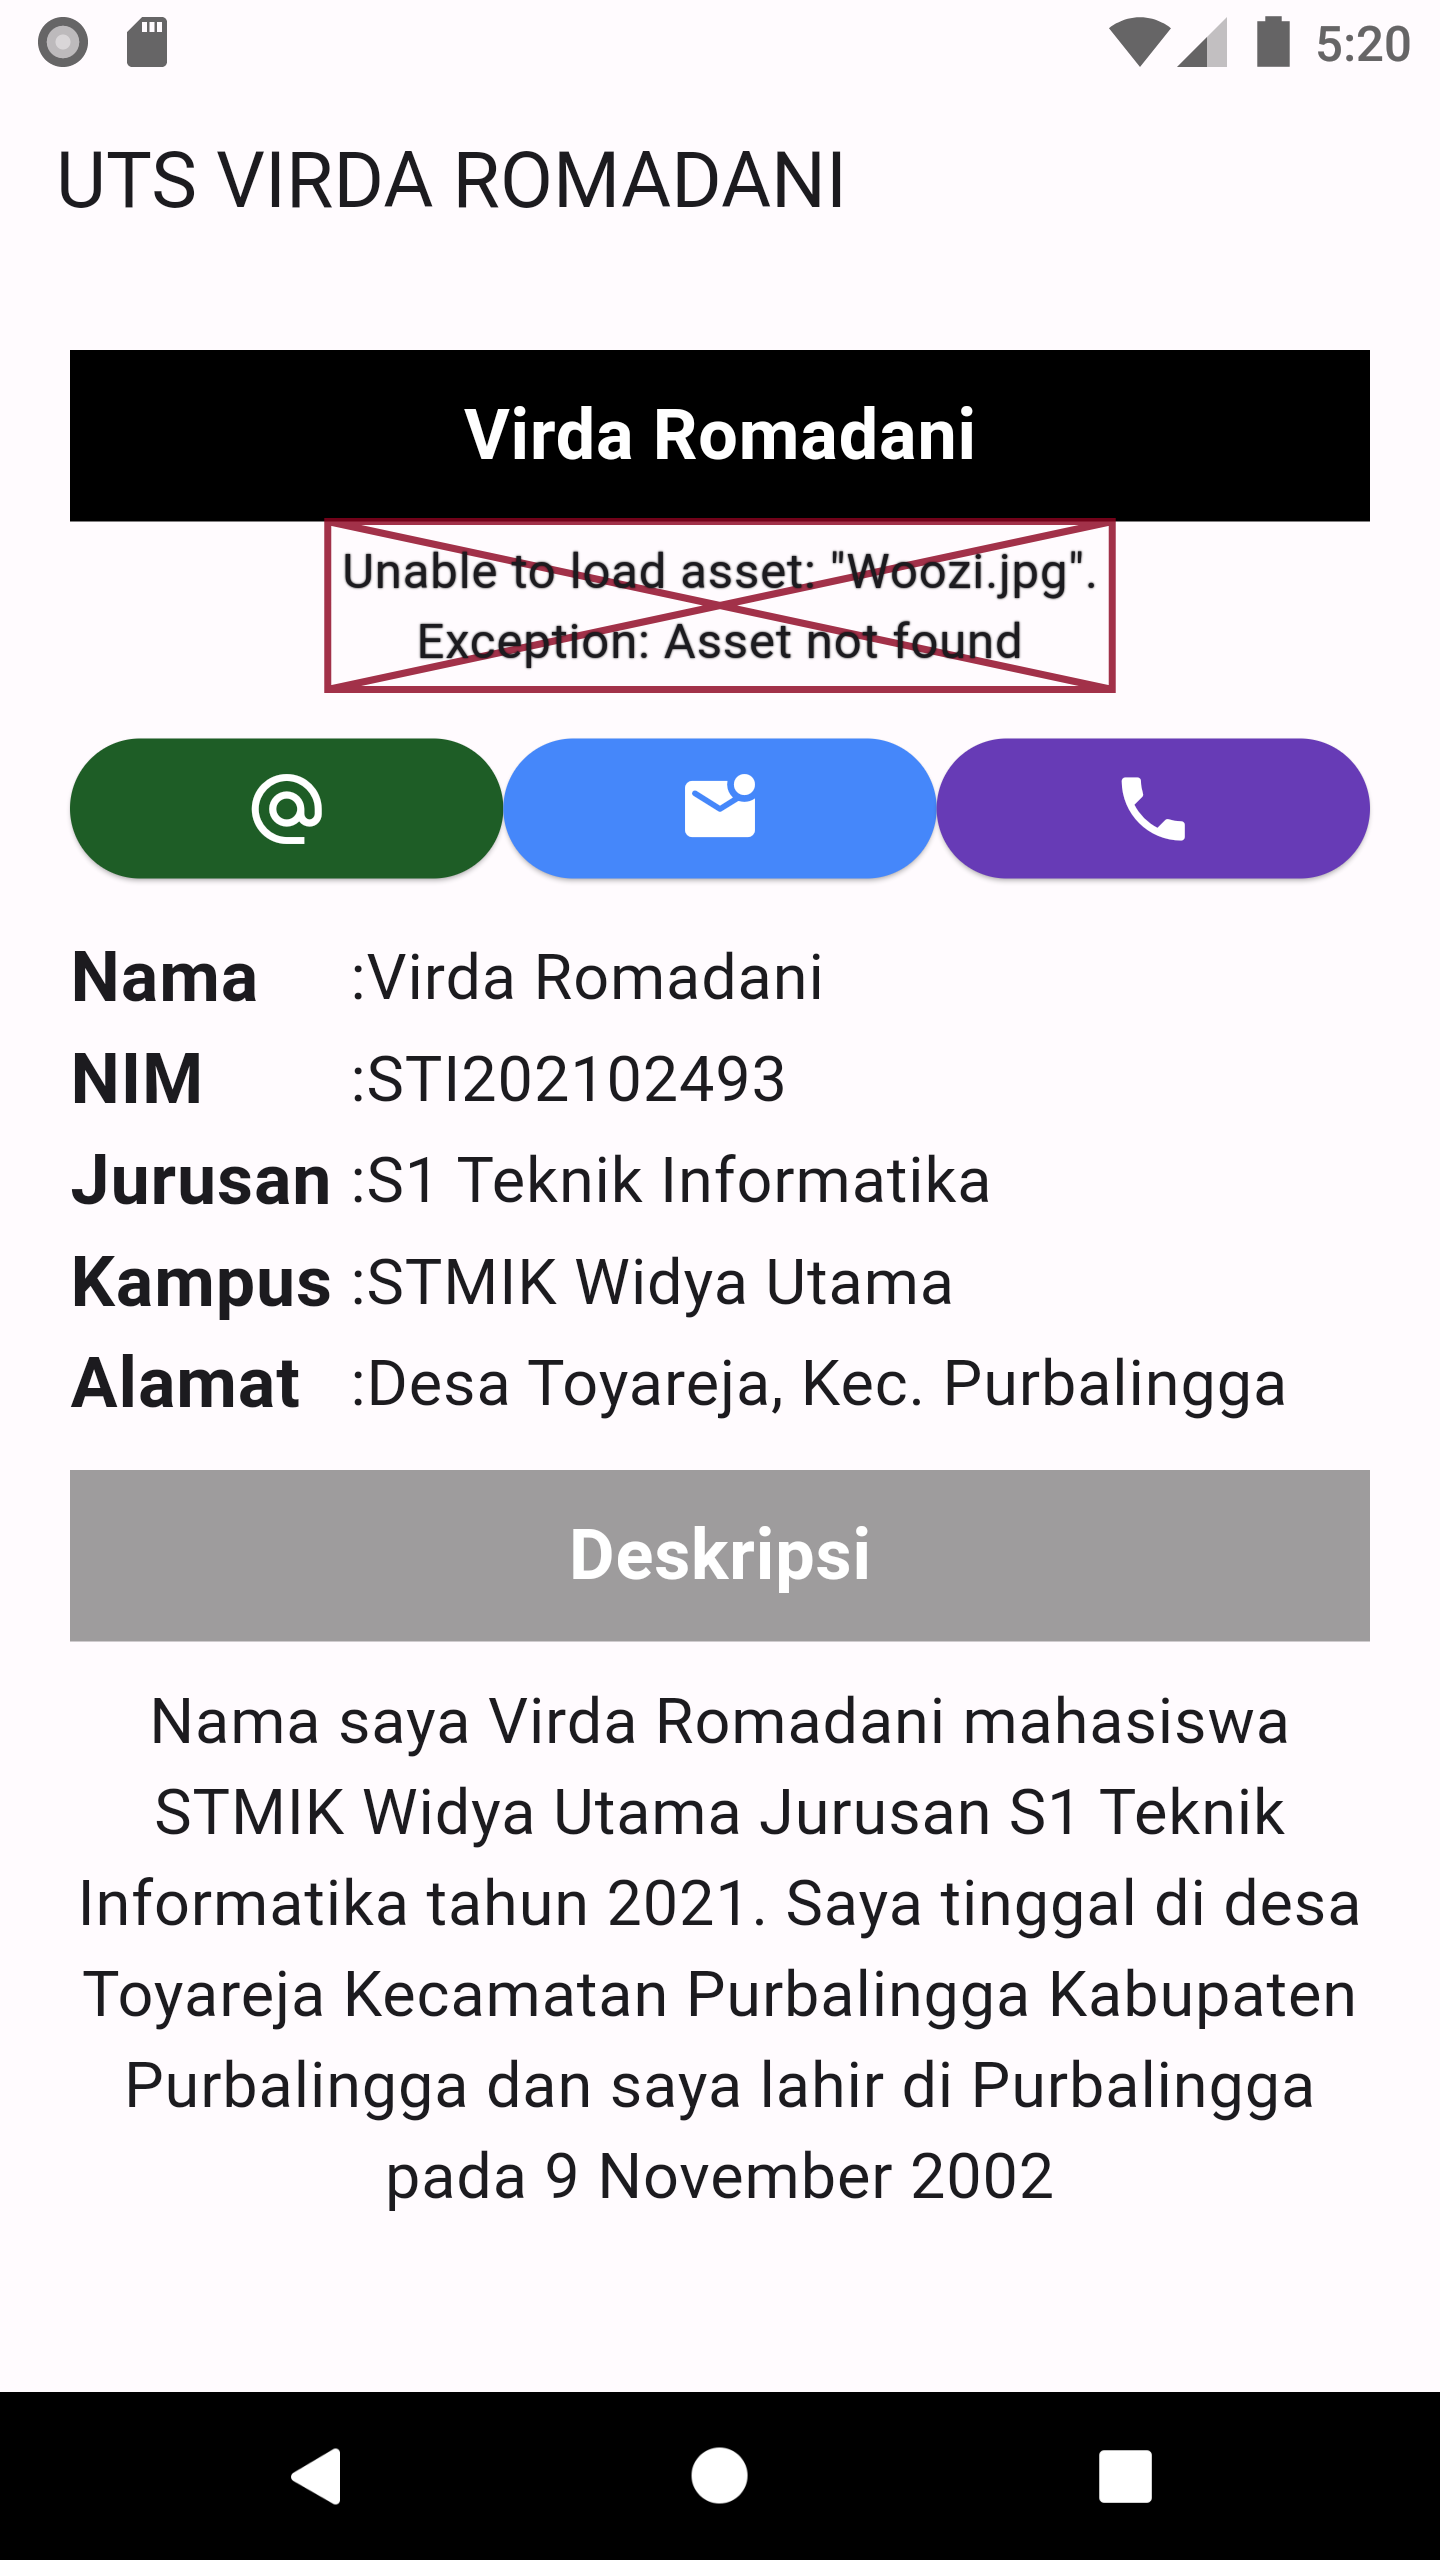 5:20
UTS VIRDA ROMADANI
Virda Romadani
Unable to load asset: "Woozi.jpg".
Exception: Asset not found
Nama :Virda Romadani
NIM :STI202102493
Jurusan :S1 Teknik Informatika
Kampus :STMIK Widya Utama
Alamat :Desa Toyareja, Kec. Purbalingga
Deskripsi
Nama saya Virda Romadani mahasiswa
STMIK Widya Utama Jurusan S1 Teknik
Informatika tahun 2021. Saya tinggal di desa
Toyareja Kecamatan Purbalingga Kabupaten
Purbalingga dan saya lahir di Purbalingga
pada 9 November 2002